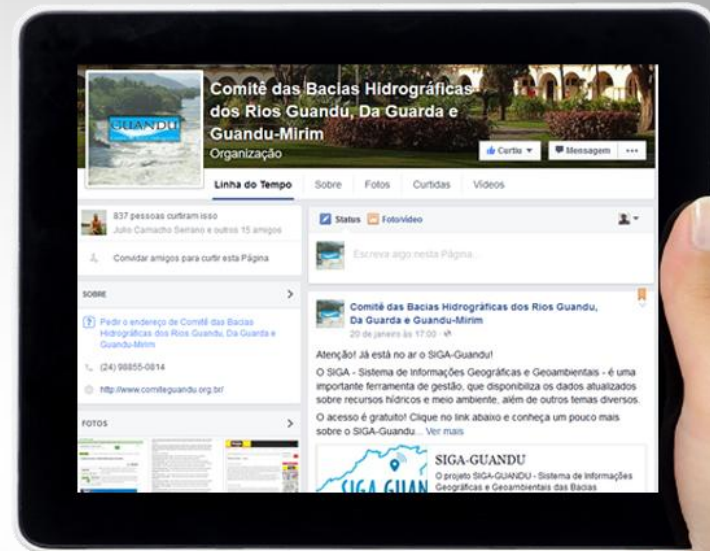 GUANDU
Comitê das Bacias Hidrográficas
dos Rios Guandu, Da Guarda e
Guandu-Mirim
Organização
Curtiu
Mensagem
Linha do Tempo
Sobre
Fotos
Curtidas
Vídeos
837 pessoas curtiram isso
Julio Camacho Serrano e outros 15 amigos
Convidar amigos para curtir esta Página
SOBRE
Pedir o endereço de Comitê das Bacias
Hidrográficas dos Rios Guandu, Da Guarda e
Guandu-Mirim
(24) 98855-0814
http://www.comiteguandu.org.br/
FOTOS
Status
Foto/vídeo
Escreva algo nesta Página...
Comitê das Bacias Hidrográficas dos Rios Guandu,
Da Guarda e Guandu-Mirim
20 de janeiro às 17:00
Atenção! Já está no ar o SIGA-Guandu!
O SIGA - Sistema de Informações Geográficas e Geoambientais - é uma
importante ferramenta de gestão, que disponibiliza os dados atualizados
sobre recursos hídricos e meio ambiente, além de outros temas diversos.
O acesso é gratuito! Clique no link abaixo e conheça um pouco mais
sobre o SIGA-Guandu... Ver mais
SIGA-GUANDU
O projeto SIGA-GUANDU - Sistema de Informações
Geográficas e Geoambientais das Bacias
SIGA GUAN